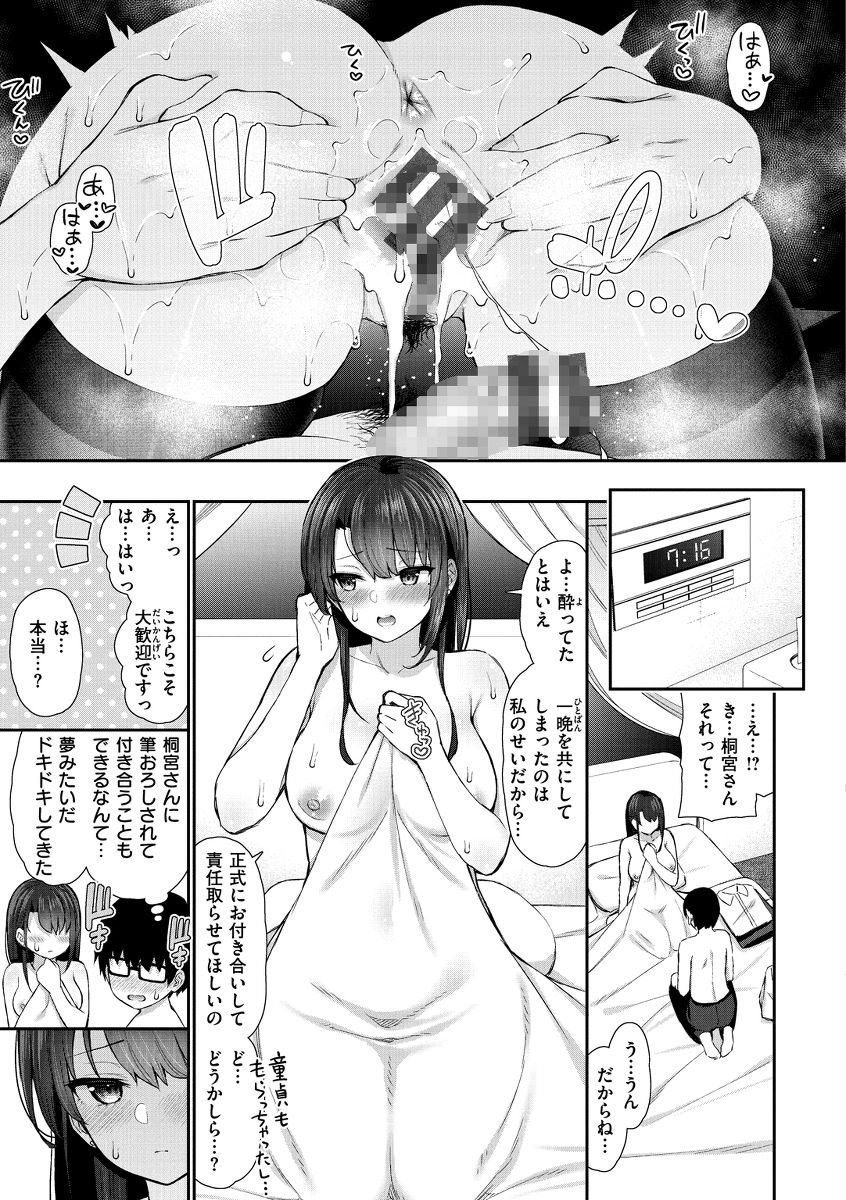 はあ…♡
びくっ♡
ひく♡
びくん♡
あ…♡
はぁ…♡
7:16
…え…!?
き…桐宮さん
それって…
う…うん
だからね…
よ…酔ってた
とはいえ
一晩を共にして
しまったのは
私のせいだから…
きゅっ♡
正式にお付き合いして
責任取らせてほしいの
ど…
どうかしら…?
童貞も
もらっちゃったし…
え…っ
あ…
は…はいっ
こちらこそ
大歓迎ですっ
ほ…
本当…?
桐宮さんに
筆おろしされて
付き合うことも
できるなんて…
夢みたいだ
ドキドキしてきた
ドキ
ドキ